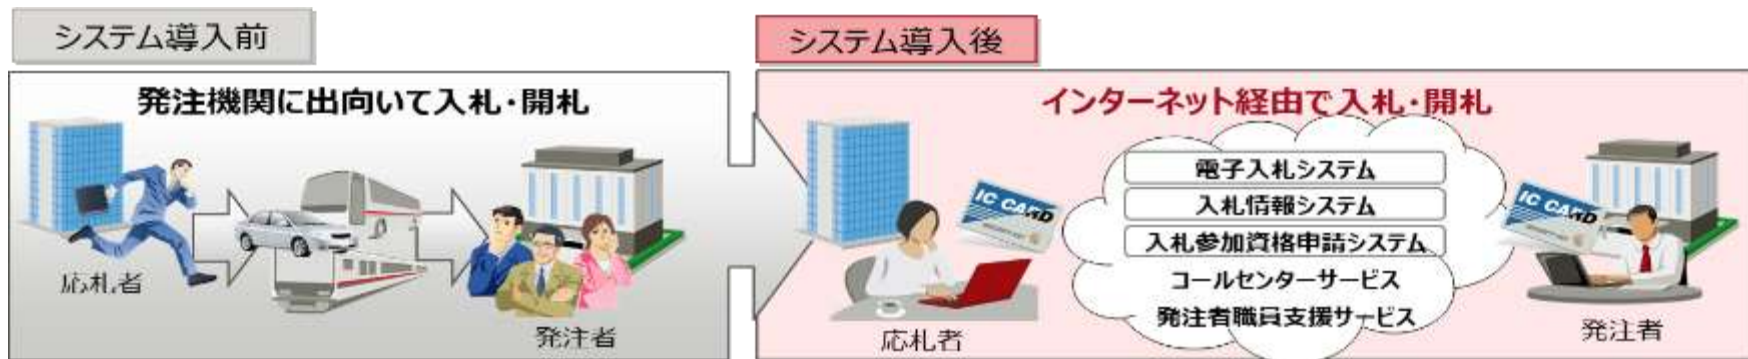 システム導入前
発注機関に出向いて入札・開札
応札者
発注者
システム導入後
インターネット経由で入札・開札
IC CARD
電子入札システム
入札情報システム
入札参加資格申請システム
コールセンターサービス
発注者職員支援サービス
IC CARD
応札者
発注者